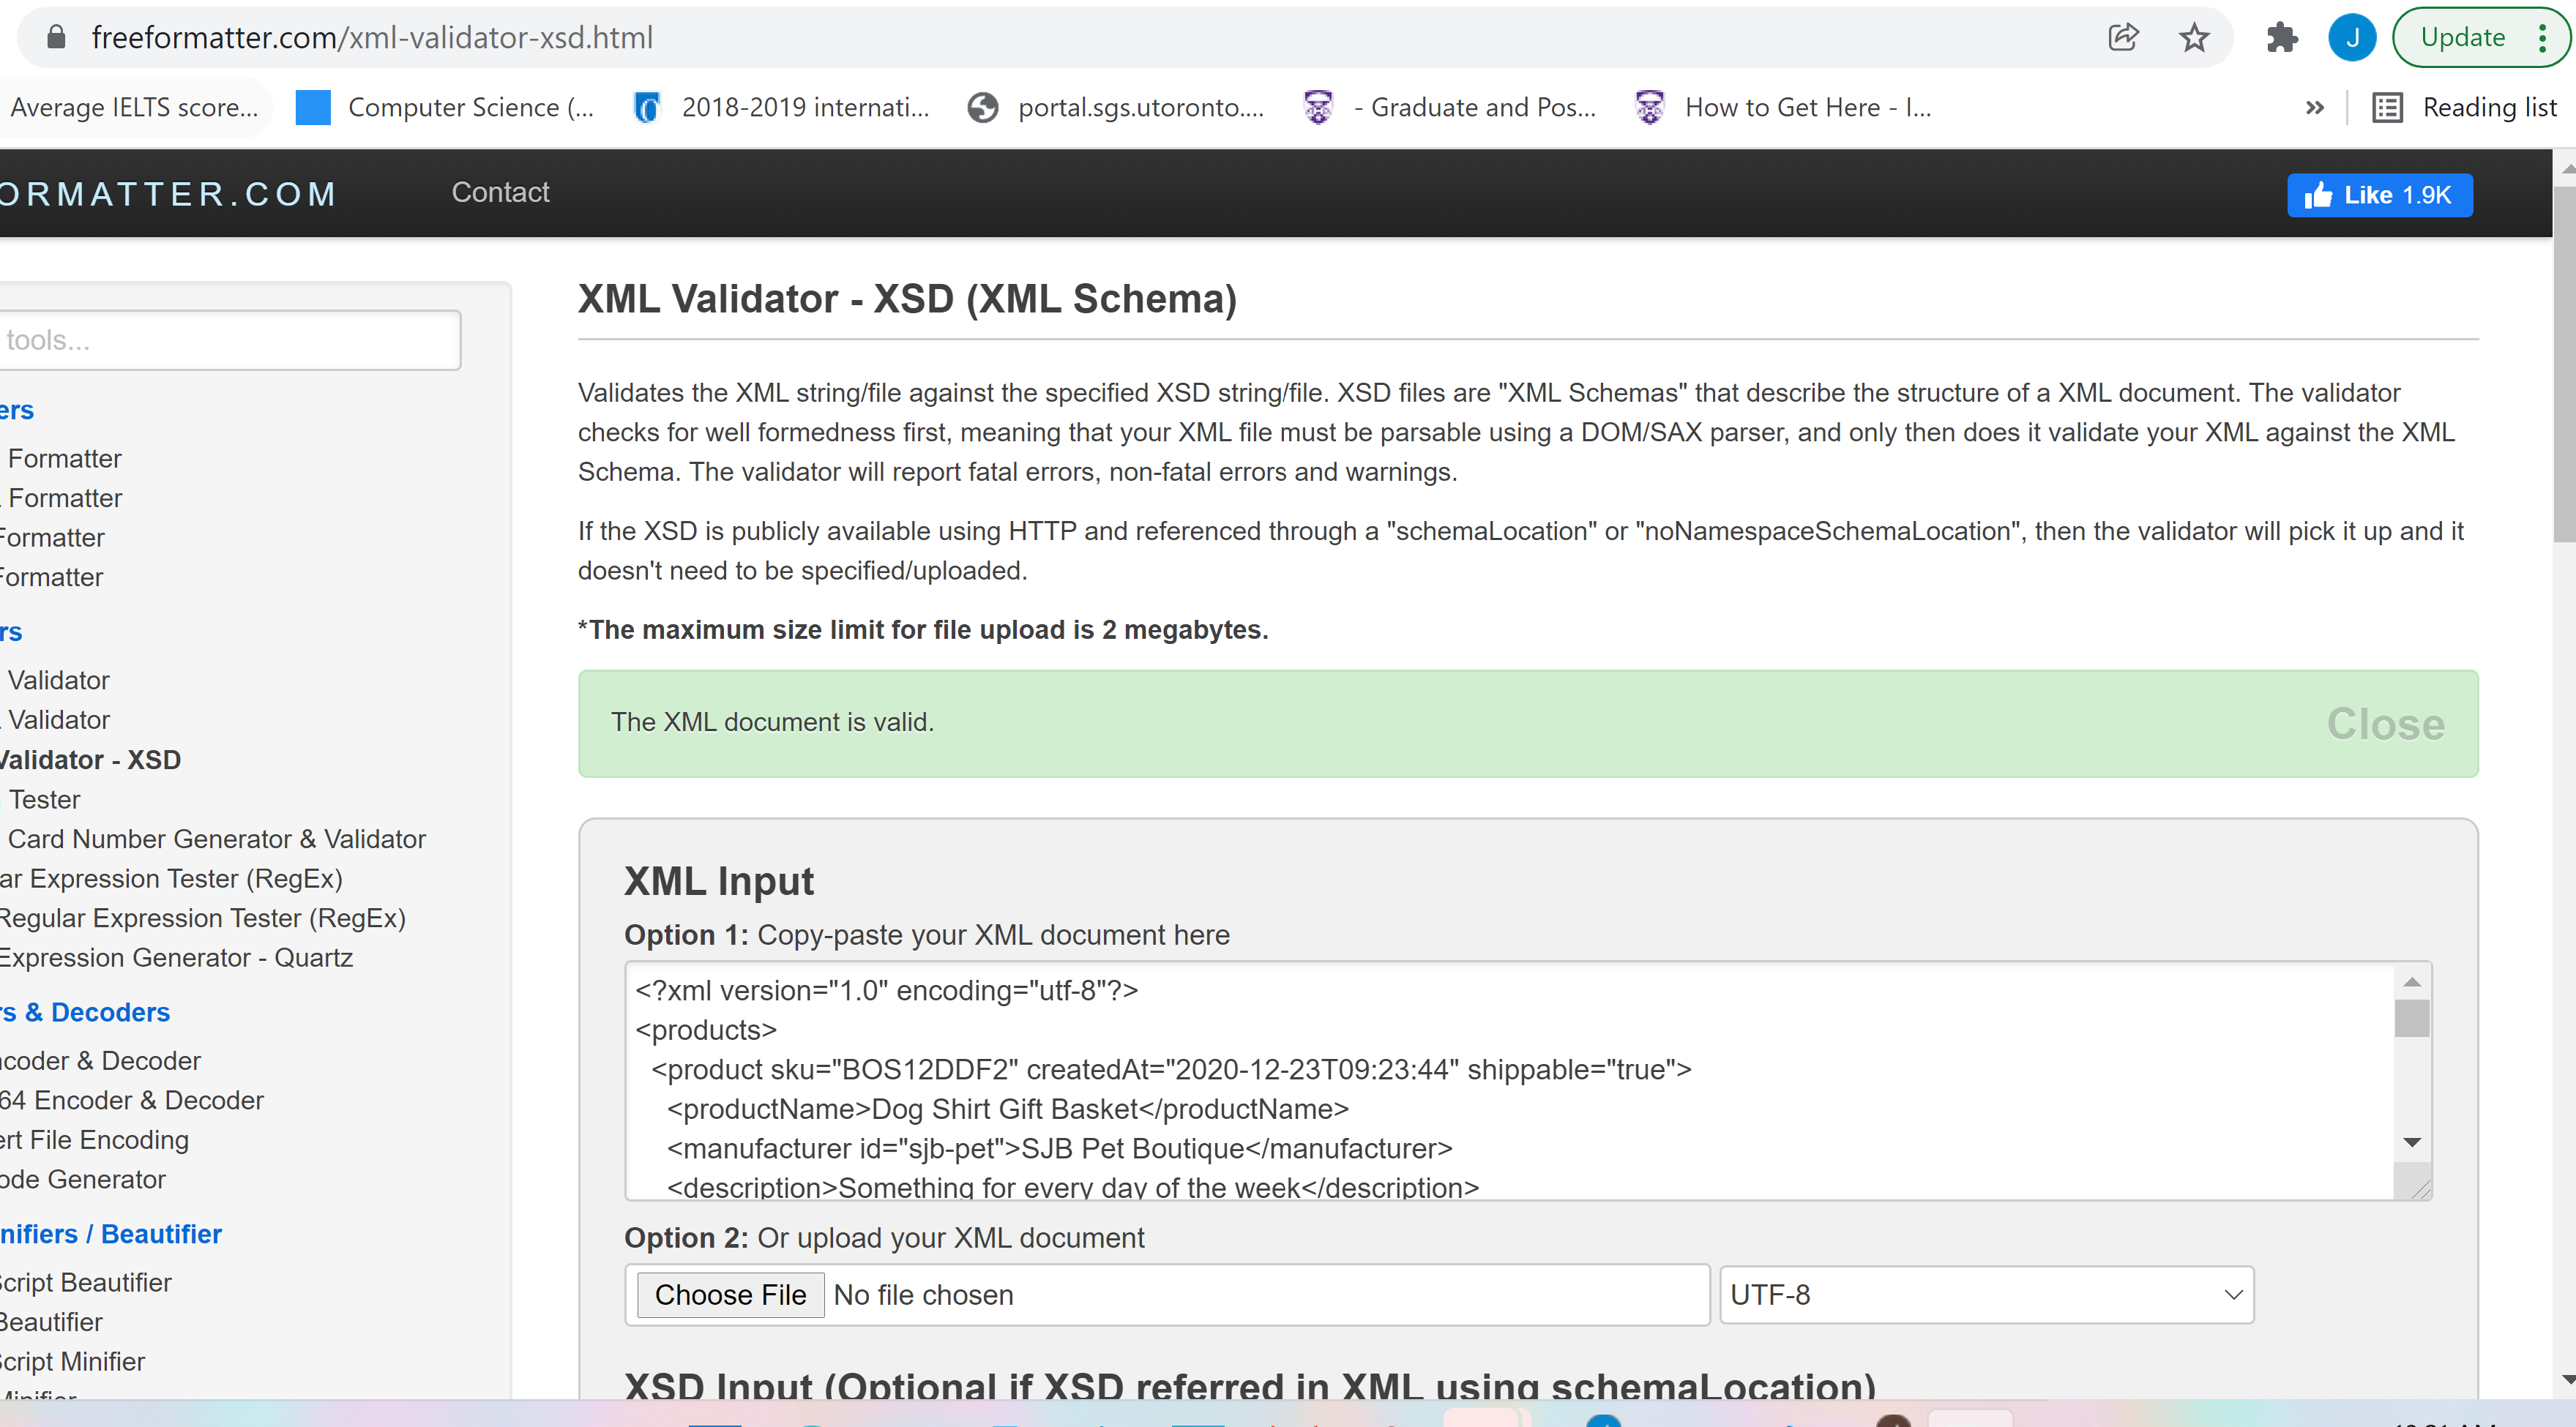 freeformatter.com/xml-validator-xsd.html
J
Update
Average IELTS score...
Computer Science (...
2018-2019 internati...
portal.sgs.utoronto....
- Graduate and Pos...
How to Get Here - I...
»
Reading list
ORMATTER.COM
Contact
Like 1.9K
tools...
ers
Formatter
Formatter
Formatter
Formatter
rs
Validator
Validator
Validator - XSD
Tester
Card Number Generator & Validator
ar Expression Tester (RegEx)
Regular Expression Tester (RegEx)
Expression Generator - Quartz
rs & Decoders
ncoder & Decoder
64 Encoder & Decoder
ert File Encoding
ode Generator
nifiers / Beautifier
Script Beautifier
Beautifier
Script Minifier
XML Validator - XSD (XML Schema)
Validates the XML string/file against the specified XSD string/file. XSD files are "XML Schemas" that describe the structure of a XML document. The validator
checks for well formedness first, meaning that your XML file must be parsable using a DOM/SAX parser, and only then does it validate your XML against the XML
Schema. The validator will report fatal errors, non-fatal errors and warnings.
If the XSD is publicly available using HTTP and referenced through a "schemaLocation" or "noNamespaceSchemaLocation", then the validator will pick it up and it
doesn't need to be specified/uploaded.
*The maximum size limit for file upload is 2 megabytes.
The XML document is valid.
Close
XML Input
Option 1: Copy-paste your XML document here
<?xml version="1.0" encoding="utf-8"?>
<products>
<product sku="BOS12DDF2" createdAt="2020-12-23T09:23:44" shippable="true">
<productName>Dog Shirt Gift Basket</productName>
<manufacturer id="sjb-pet">SJB Pet Boutique</manufacturer>
<description>Something for every day of the week</description>
Option 2: Or upload your XML document
Choose File No file chosen
UTF-8
XSD Input (Optional if XSD referred in XML using schemaLocation)